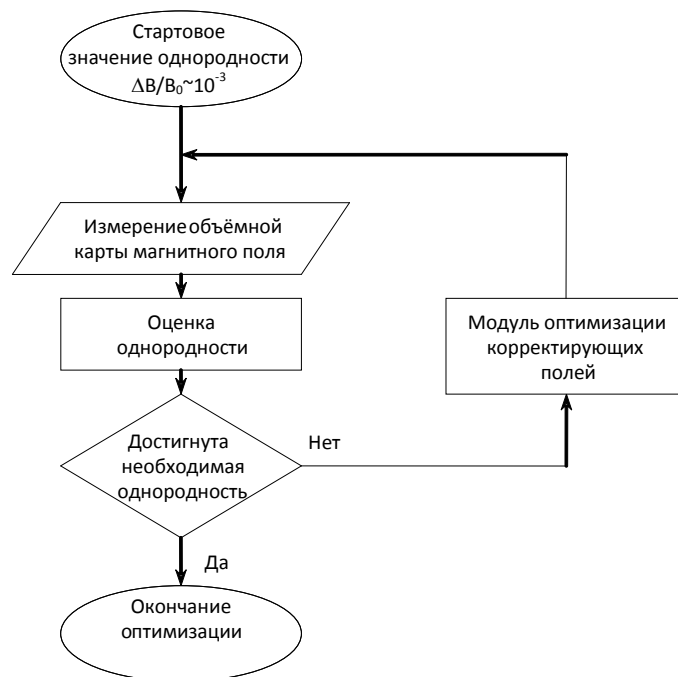 Стартовое
значение однородности
ΔB/B₀~10⁻³
Измерение объёмной
карты магнитного поля
Оценка
однородности
Модуль оптимизации
корректирующих
полей
Достигнута
необходимая
однородность
Нет
Да
Окончание
оптимизации